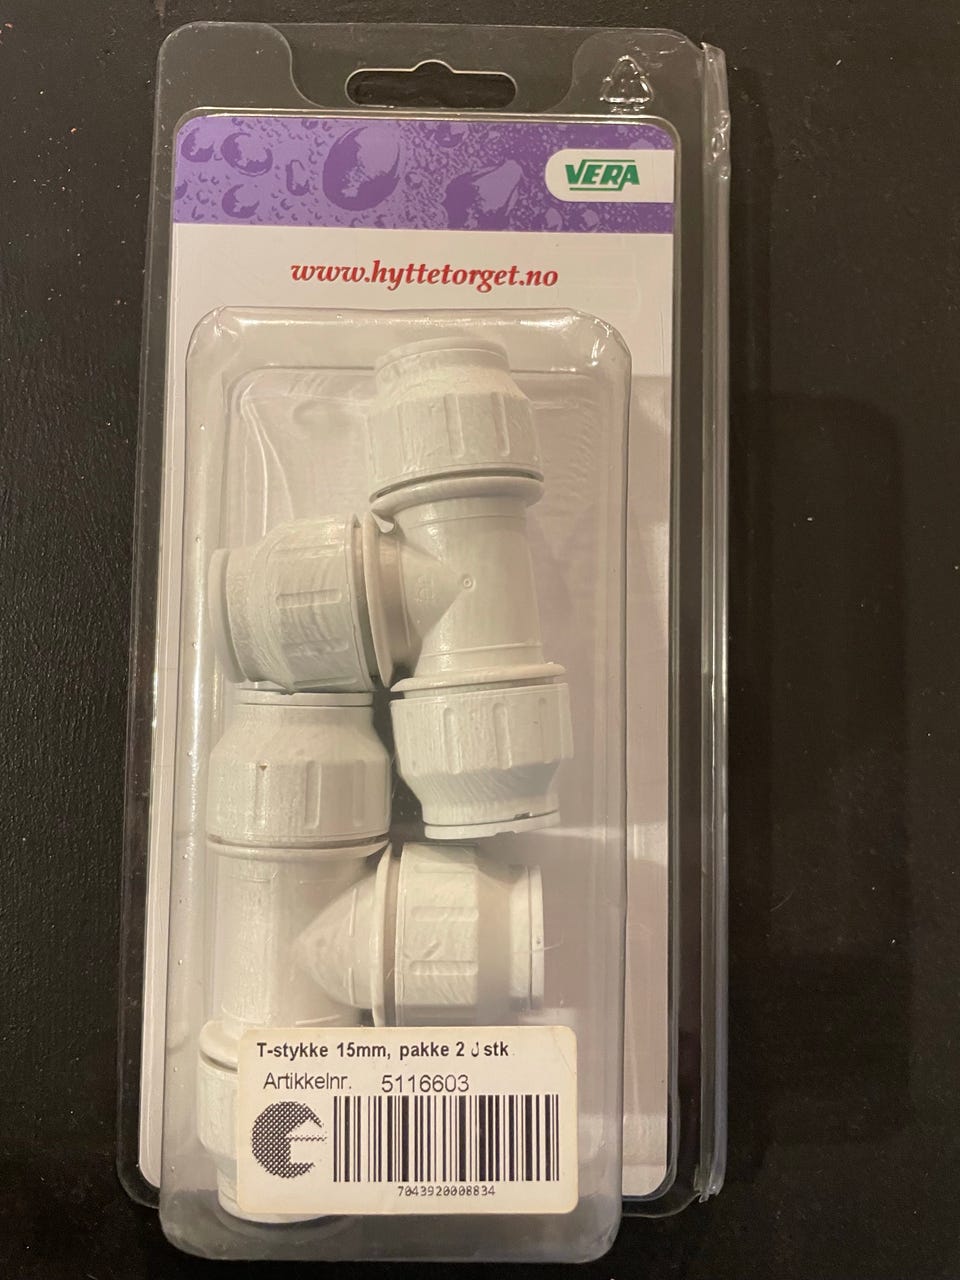 VERA
www.hyttetorget.no
T-stykke 15mm, pakke 2 stk
Artikkelnr. 5116603
7043920008834